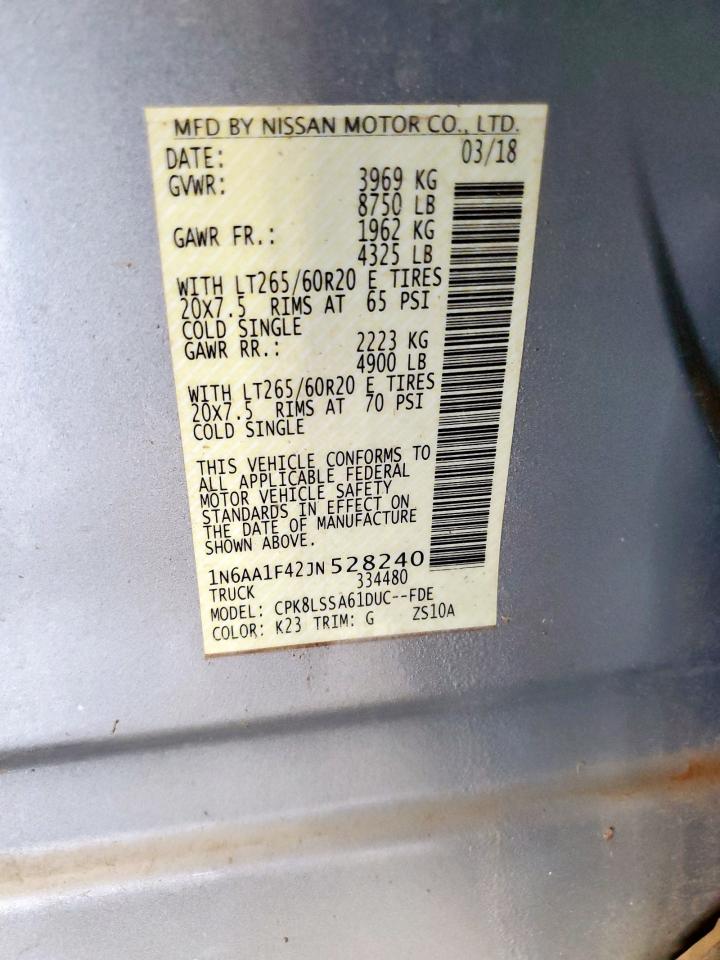 MFD BY NISSAN MOTOR CO., LTD.
DATE: 03/18
GVWR: 3969 KG
8750 LB
GAWR FR.: 1962 KG
4325 LB
WITH LT265/60R20 E TIRES
20X7.5 RIMS AT 65 PSI
COLD SINGLE
GAWR RR.: 2223 KG
4900 LB
WITH LT265/60R20 E TIRES
20X7.5 RIMS AT 70 PSI
COLD SINGLE
THIS VEHICLE CONFORMS TO
ALL APPLICABLE FEDERAL
MOTOR VEHICLE SAFETY
STANDARDS IN EFFECT ON
THE DATE OF MANUFACTURE
SHOWN ABOVE.
1N6AA1F42JN528240
TRUCK 334480
MODEL: CPK8LSSA61DUC--FDE
COLOR: K23 TRIM: G ZS10A